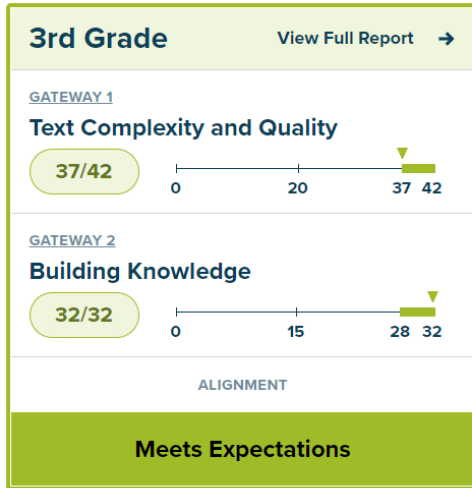 3rd Grade View Full Report →
GATEWAY 1
Text Complexity and Quality
37/42
0 20 37 42
GATEWAY 2
Building Knowledge
32/32
0 15 28 32
ALIGNMENT
Meets Expectations